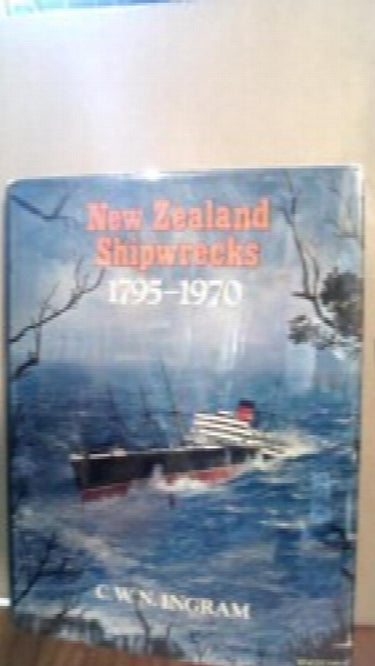 New Zealand
Shipwrecks
1795–1970
C.W.N. INGRAM